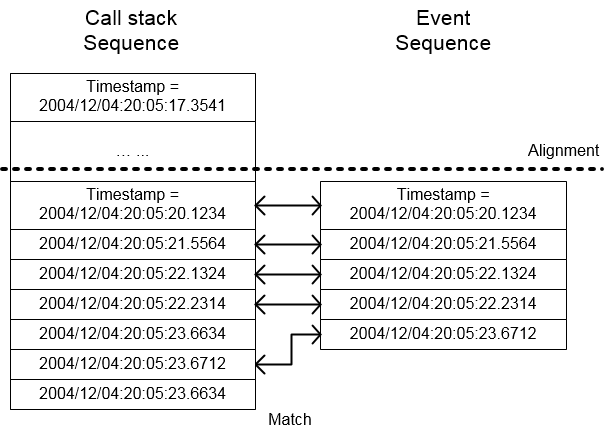 Call stack
Sequence
Event
Sequence
Timestamp =
2004/12/04:20:05:17.3541
... ...
Alignment
Timestamp =
2004/12/04:20:05:20.1234
Timestamp =
2004/12/04:20:05:20.1234
2004/12/04:20:05:21.5564
2004/12/04:20:05:21.5564
2004/12/04:20:05:22.1324
2004/12/04:20:05:22.1324
2004/12/04:20:05:22.2314
2004/12/04:20:05:22.2314
2004/12/04:20:05:23.6634
2004/12/04:20:05:23.6712
2004/12/04:20:05:23.6712
2004/12/04:20:05:23.6634
Match